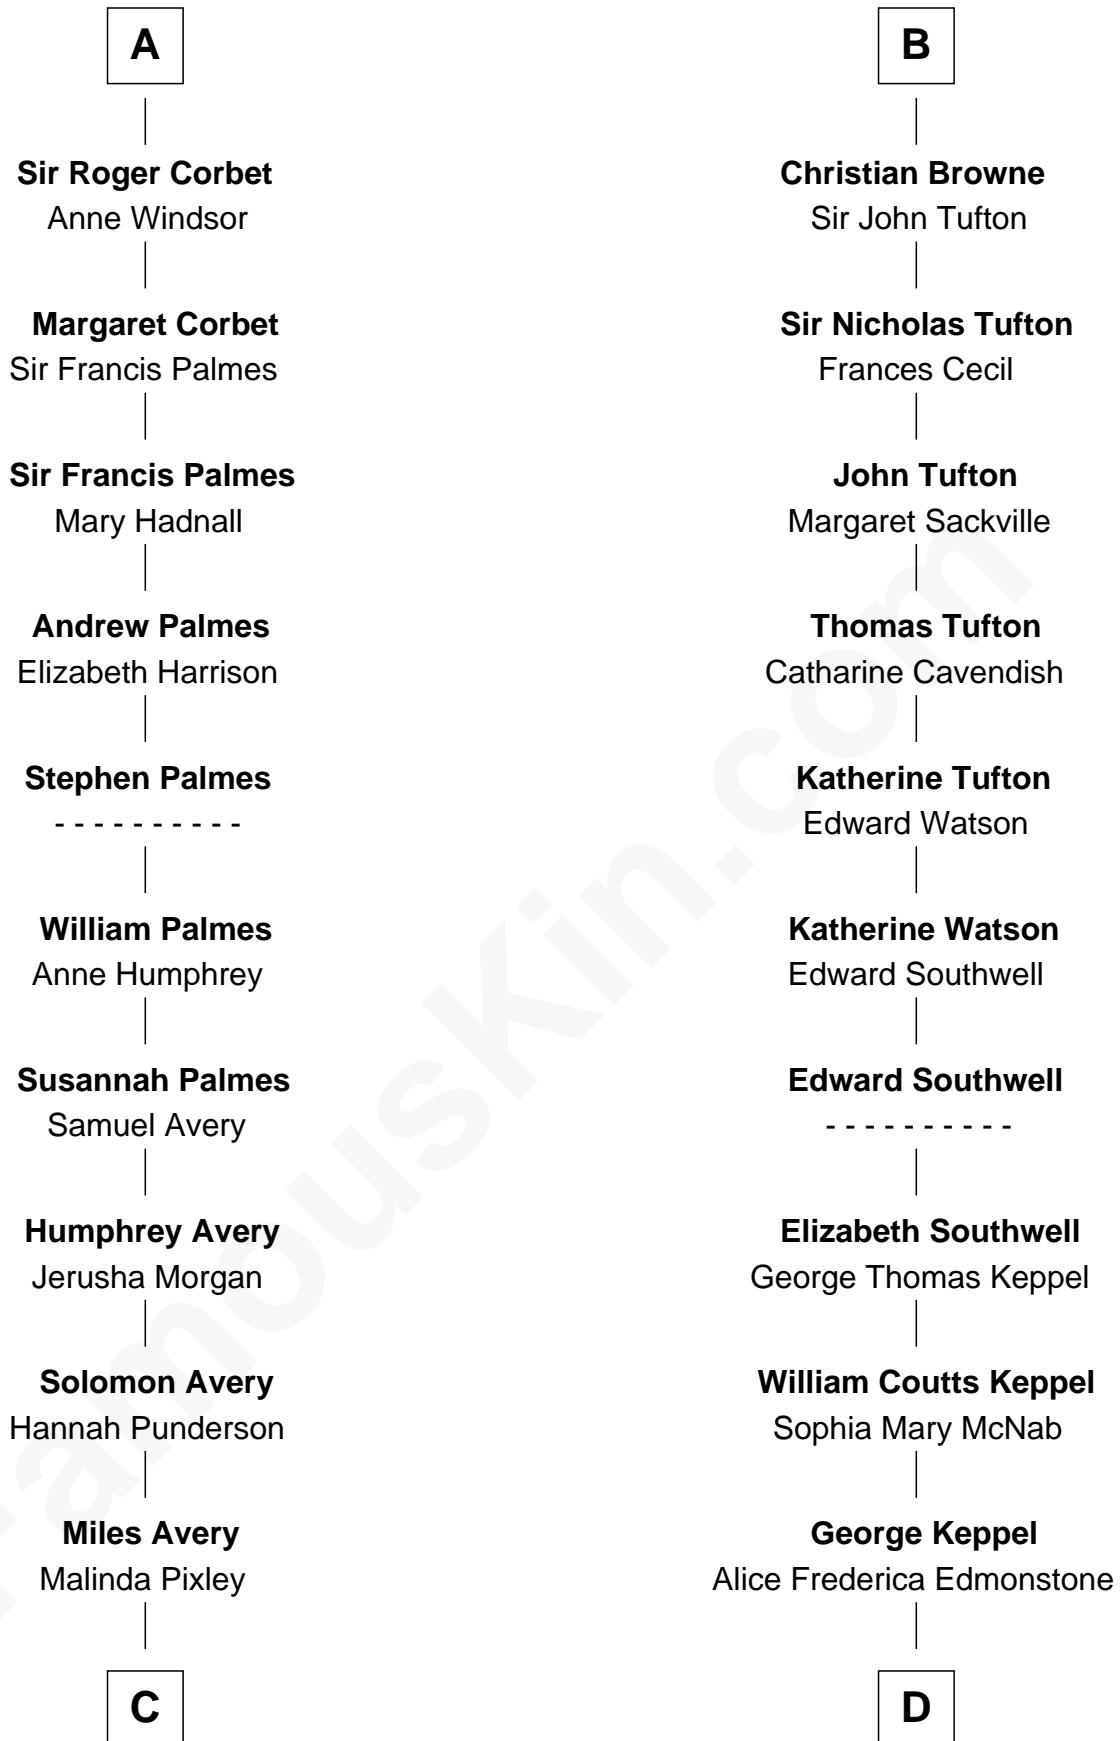 A
Sir Roger Corbet
Anne Windsor
Margaret Corbet
Sir Francis Palmes
Sir Francis Palmes
Mary Hadnall
Andrew Palmes
Elizabeth Harrison
Stephen Palmes
- - - - - - - - - -
William Palmes
Anne Humphrey
Susannah Palmes
Samuel Avery
Humphrey Avery
Jerusha Morgan
Solomon Avery
Hannah Punderson
Miles Avery
Malinda Pixley
C
B
Christian Browne
Sir John Tufton
Sir Nicholas Tufton
Frances Cecil
John Tufton
Margaret Sackville
Thomas Tufton
Catharine Cavendish
Katherine Tufton
Edward Watson
Katherine Watson
Edward Southwell
Edward Southwell
- - - - - - - - - -
Elizabeth Southwell
George Thomas Keppel
William Coutts Keppel
Sophia Mary McNab
George Keppel
Alice Frederica Edmonstone
D
FamousKin.com